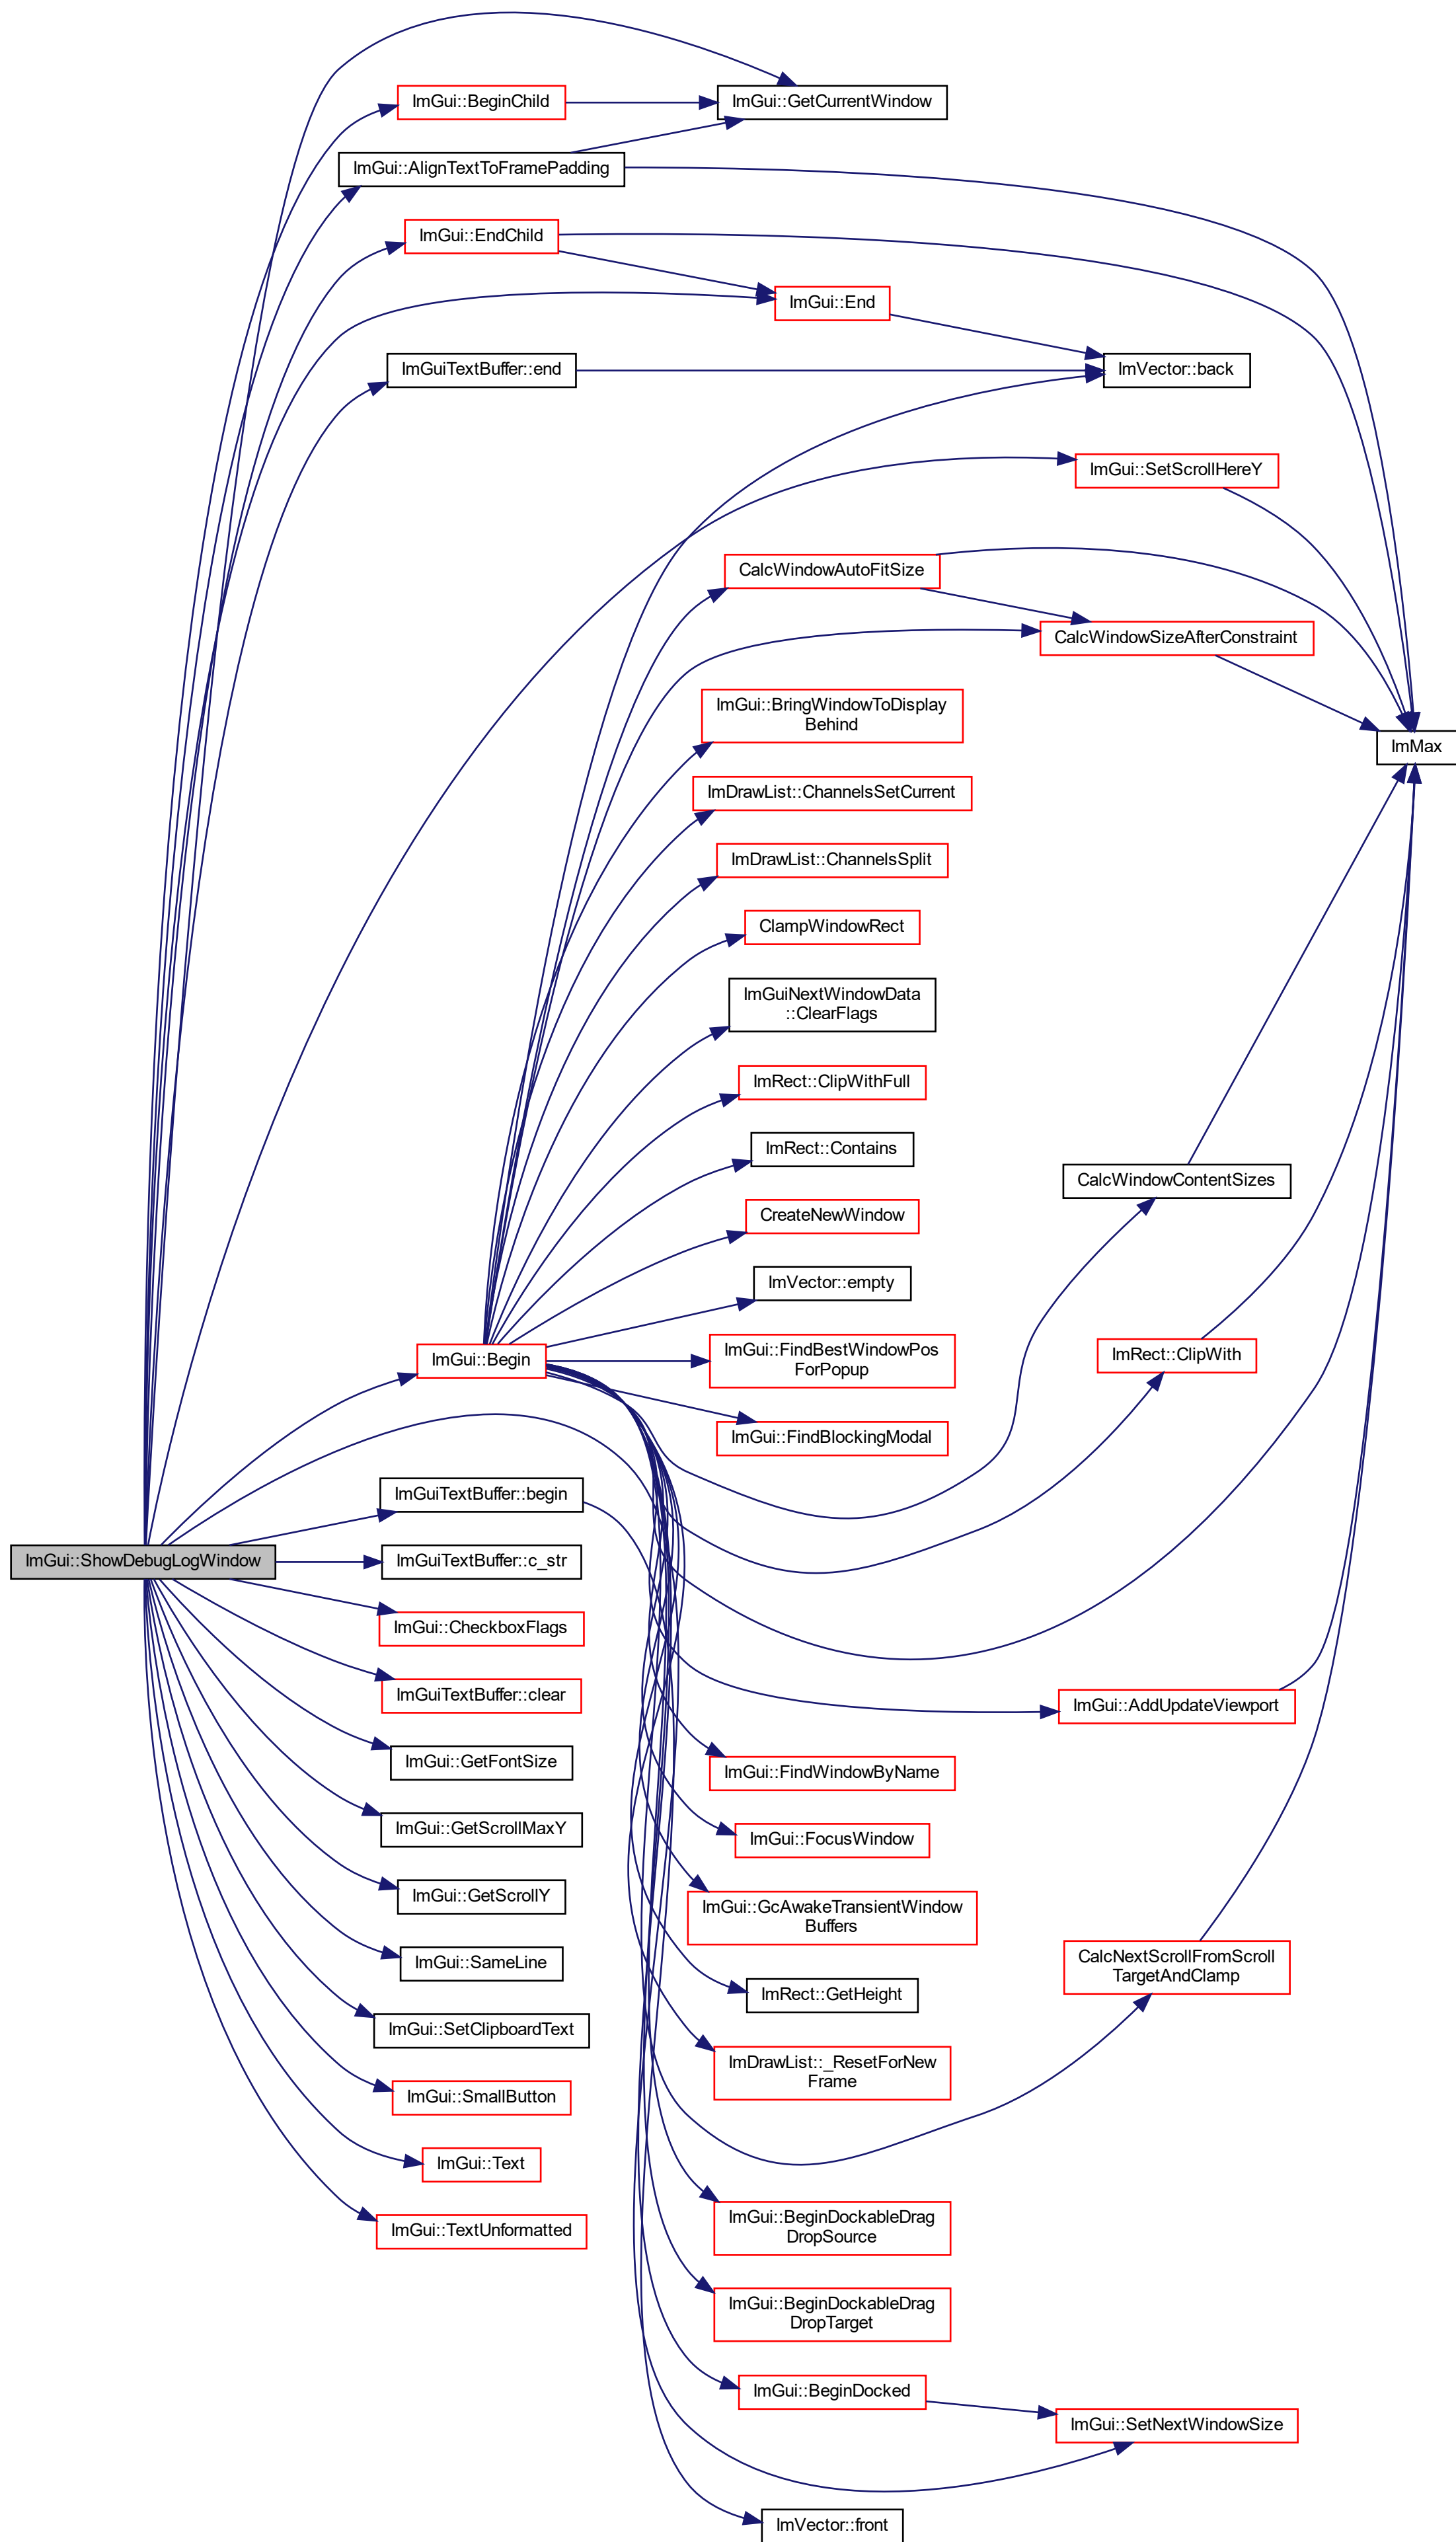 ImGui::BeginChild
ImGui::GetCurrentWindow
ImGui::AlignTextToFramePadding
ImGui::EndChild
ImGui::End
ImGuiTextBuffer::end
ImVector::back
ImGui::SetScrollHereY
CalcWindowAutoFitSize
CalcWindowSizeAfterConstraint
ImGui::BringWindowToDisplay
Behind
ImMax
ImDrawList::ChannelsSetCurrent
ImDrawList::ChannelsSplit
ClampWindowRect
ImGuiNextWindowData
::ClearFlags
ImRect::ClipWithFull
ImRect::Contains
CalcWindowContentSizes
CreateNewWindow
ImVector::empty
ImGui::Begin
ImGui::FindBestWindowPos
ForPopup
ImRect::ClipWith
ImGui::FindBlockingModal
ImGuiTextBuffer::begin
ImGui::ShowDebugLogWindow
ImGuiTextBuffer::c_str
ImGui::CheckboxFlags
ImGuiTextBuffer::clear
ImGui::AddUpdateViewport
ImGui::GetFontSize
ImGui::FindWindowByName
ImGui::GetScrollMaxY
ImGui::FocusWindow
ImGui::GetScrollY
ImGui::GcAwakeTransientWindow
Buffers
ImGui::SameLine
CalcNextScrollFromScroll
TargetAndClamp
ImRect::GetHeight
ImGui::SetClipboardText
ImDrawList::_ResetForNew
Frame
ImGui::SmallButton
ImGui::Text
ImGui::TextUnformatted
ImGui::BeginDockableDrag
DropSource
ImGui::BeginDockableDrag
DropTarget
ImGui::BeginDocked
ImGui::SetNextWindowSize
ImVector::front